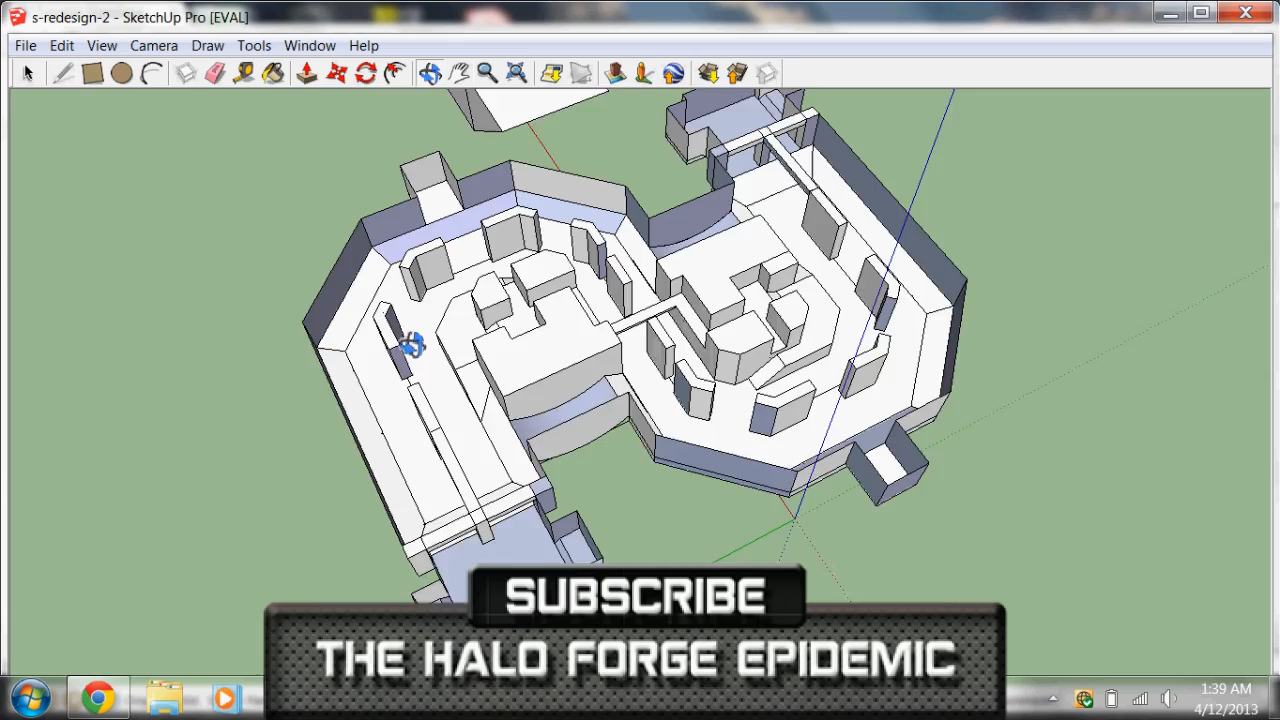 s-redesign-2 - SketchUp Pro [EVAL]
File Edit View Camera Draw Tools Window Help
SUBSCRIBE
THE HALO FORGE EPIDEMIC
1:39 AM
4/12/2013